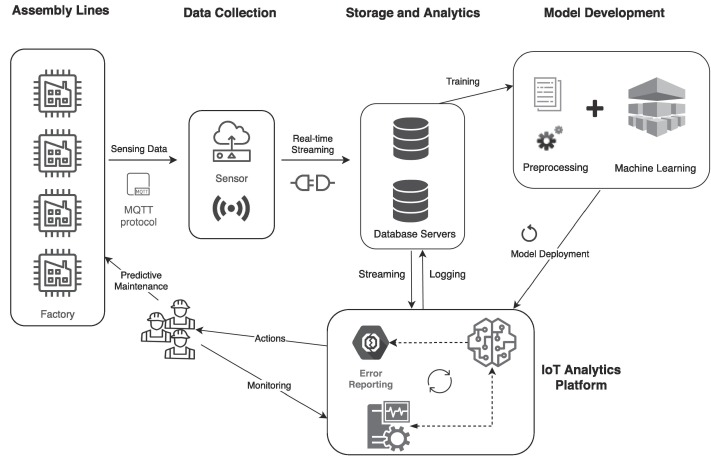 Assembly Lines
Data Collection
Storage and Analytics
Model Development
Factory
Sensing Data
MQTT
MQTT
protocol
Sensor
Real-time
Streaming
Database Servers
Training
Preprocessing
Machine Learning
Model Deployment
Streaming
Logging
Predictive
Maintenance
Actions
Monitoring
Error
Reporting
IoT Analytics
Platform